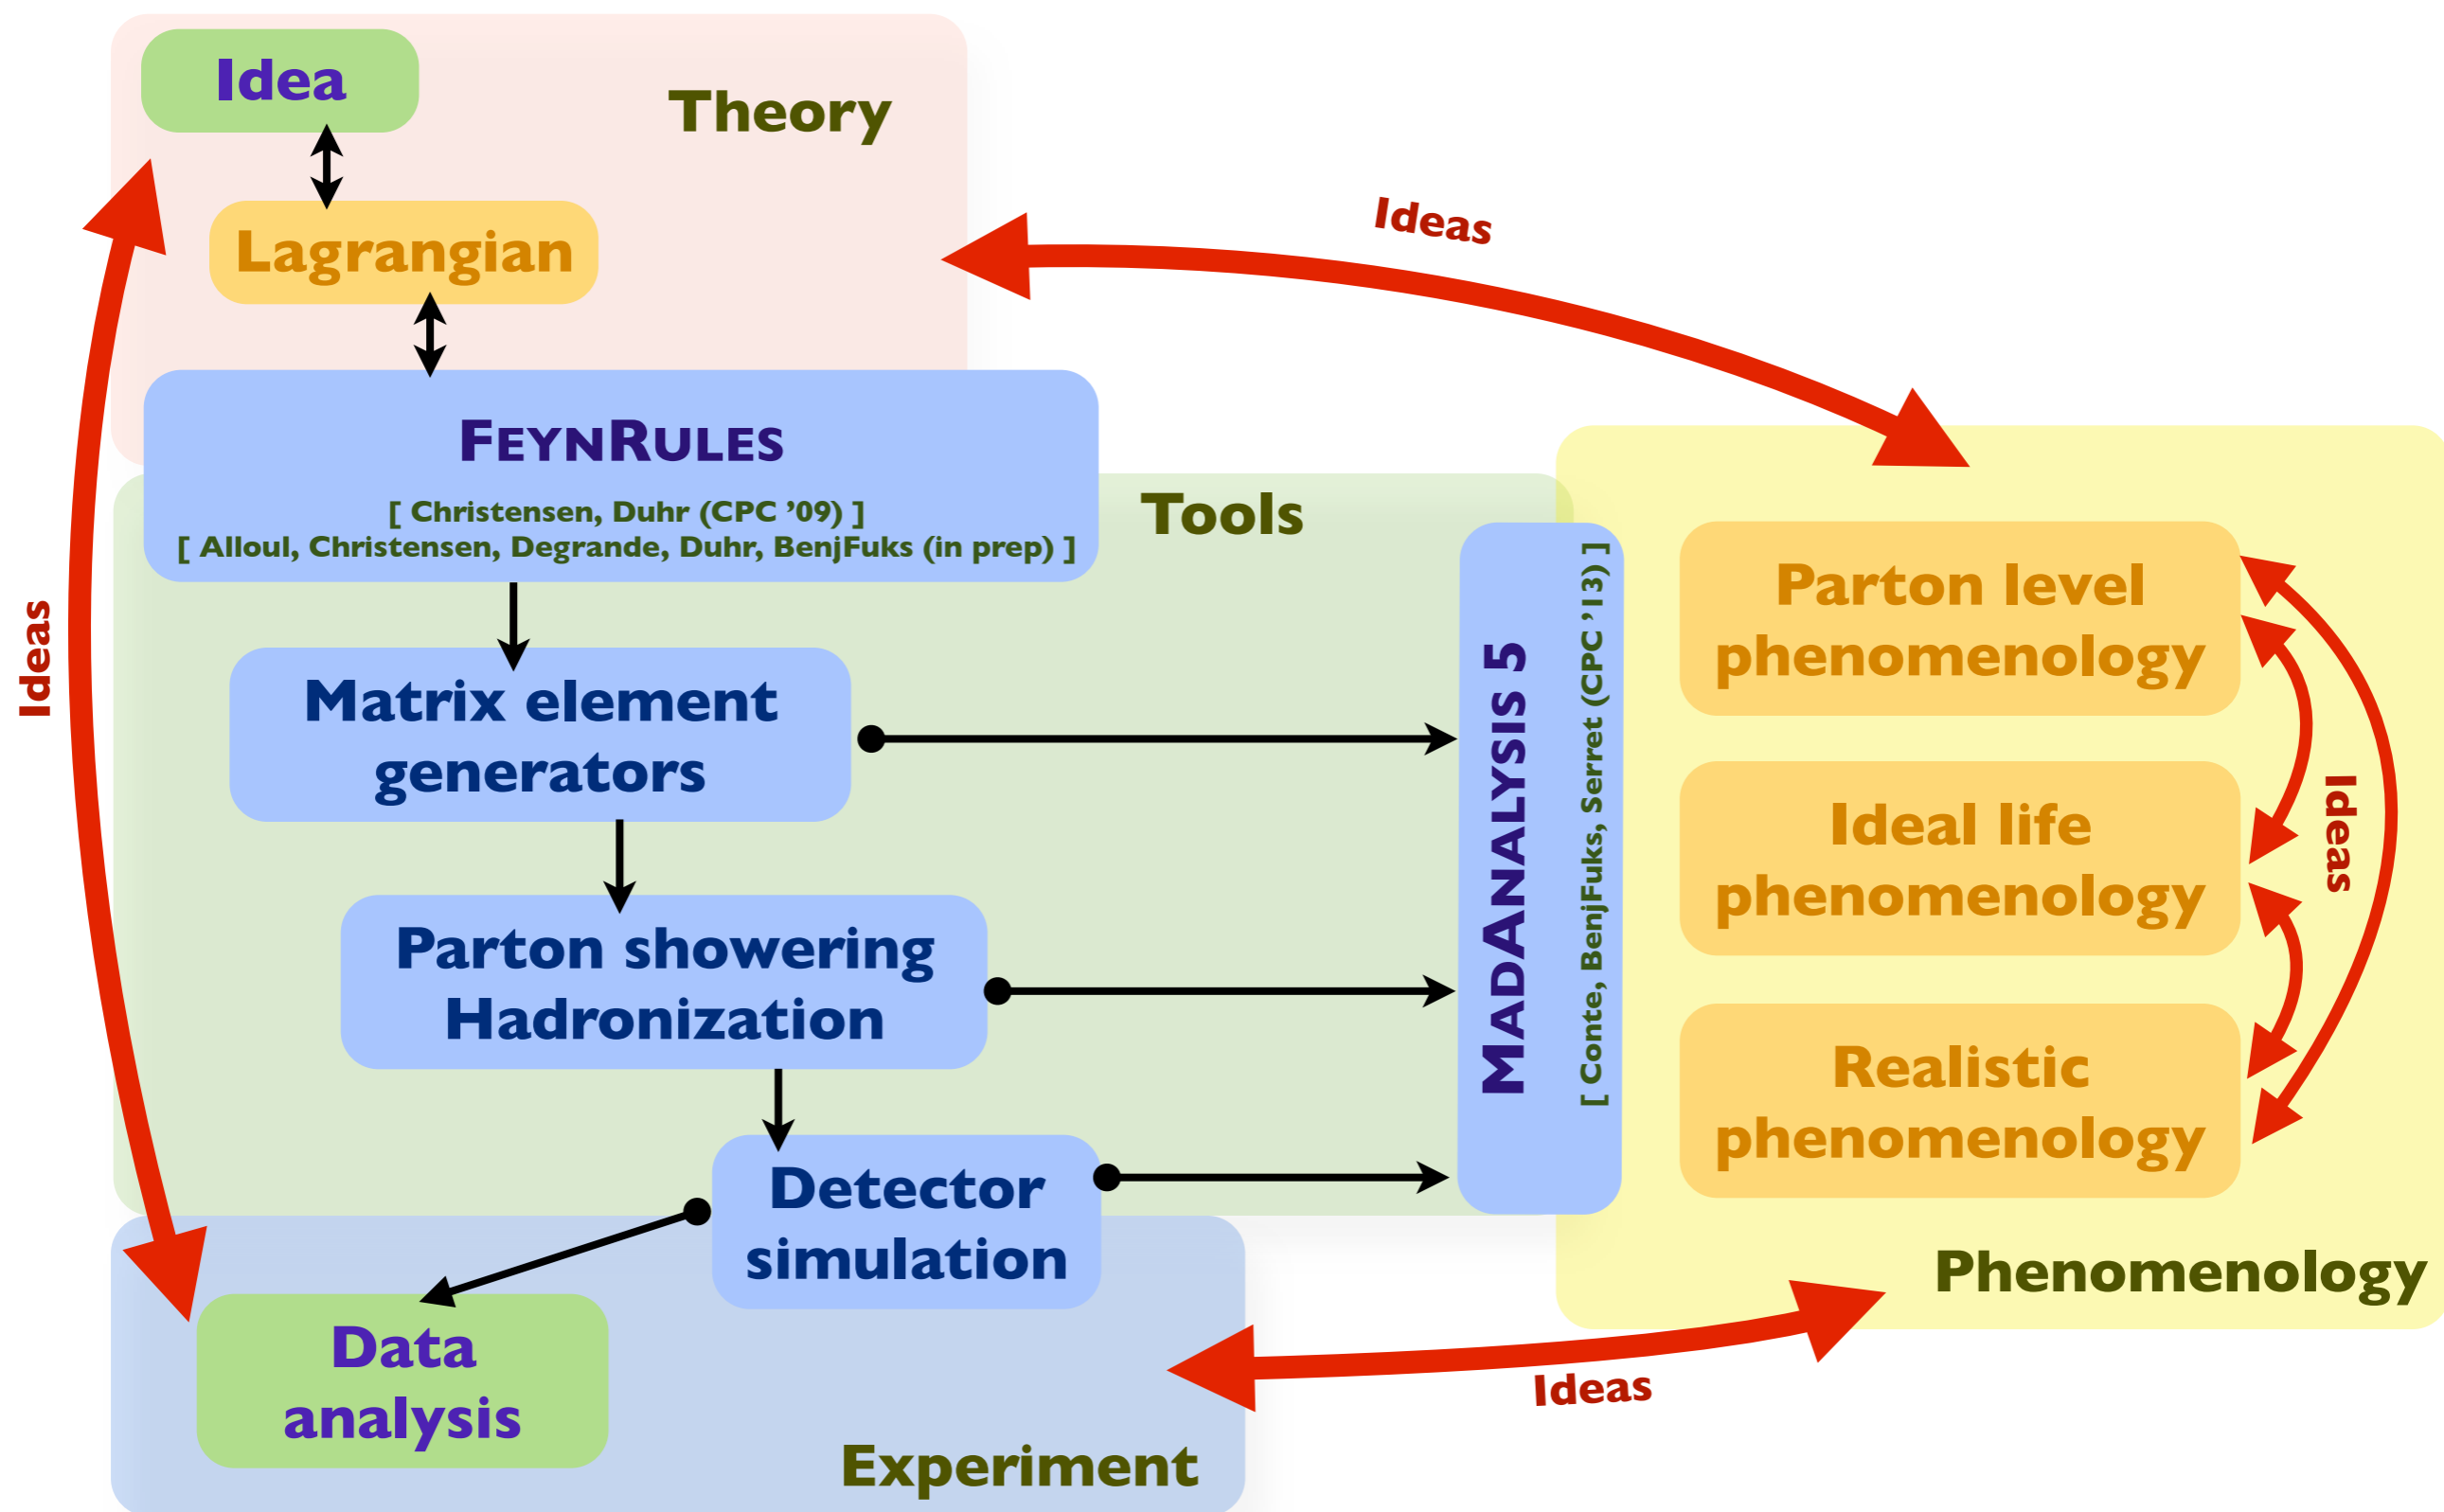 Idea
Theory
Lagrangian
Ideas
FEYNRULES
[ Christensen, Duhr (CPC ’09) ]
[ Alloul, Christensen, Degrande, Duhr, BenjFuks (in prep) ]
Tools
Ideas
Matrix element
generators
Parton showering
Hadronization
Detector
simulation
MADANALYSIS 5
[ Conte, BenjFuks, Serret (CPC ’13) ]
Parton level
phenomenology
Ideal life
phenomenology
Realistic
phenomenology
Ideas
Phenomenology
Data
analysis
Experiment
Ideas